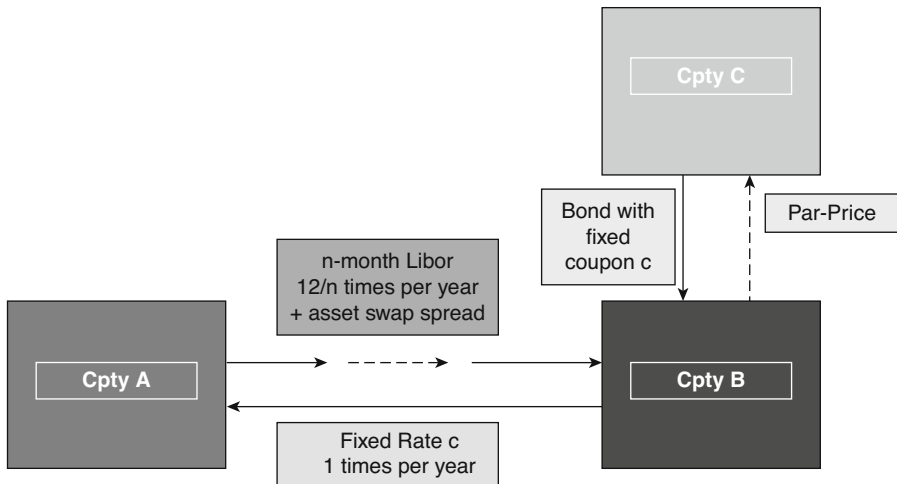 Cpty C
Bond with
fixed
coupon c
Par-Price
n-month Libor
12/n times per year
+ asset swap spread
Cpty A
Cpty B
Fixed Rate c
1 times per year